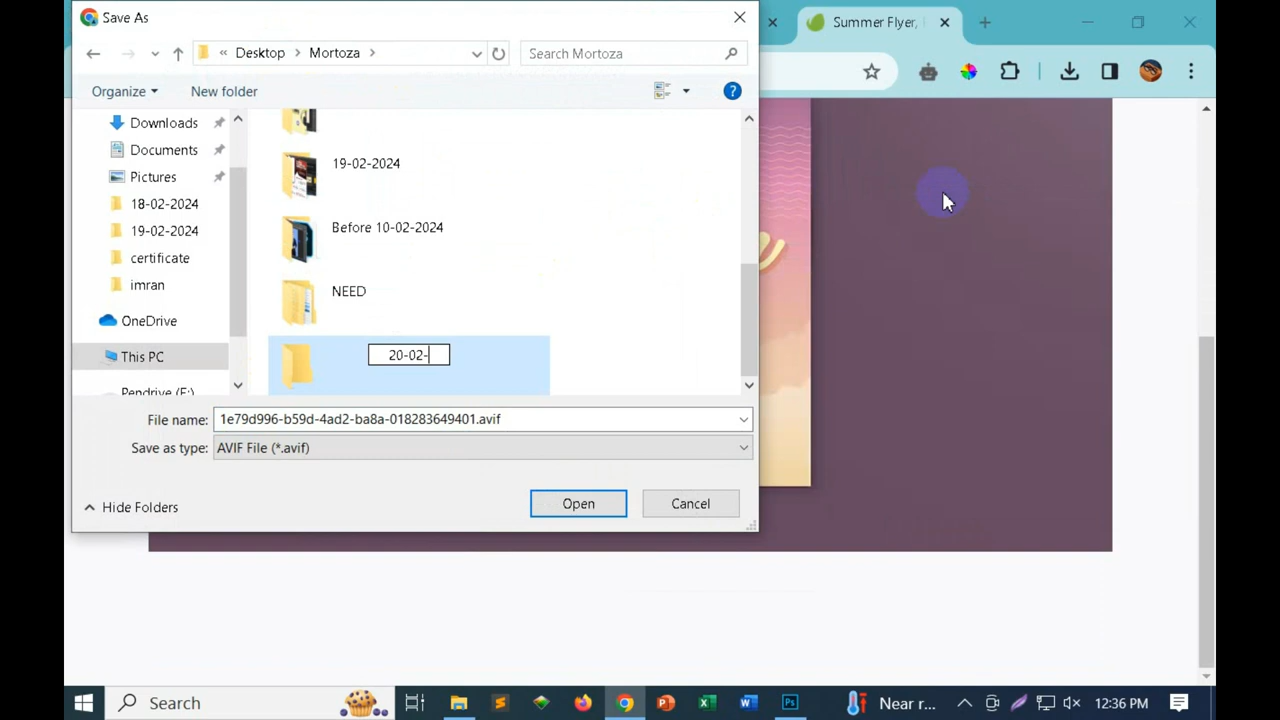 Save As
Summer Flyer,
« Desktop > Mortoza >
Search Mortoza
Organize
New folder
Downloads
Documents
Pictures
18-02-2024
19-02-2024
certificate
imran
OneDrive
This PC
Pendrive (E:)
19-02-2024
Before 10-02-2024
NEED
20-02-
File name: 1e79d996-b59d-4ad2-ba8a-018283649401.avif
Save as type: AVIF File (*.avif)
Hide Folders
Open
Cancel
Search
Near r...
12:36 PM